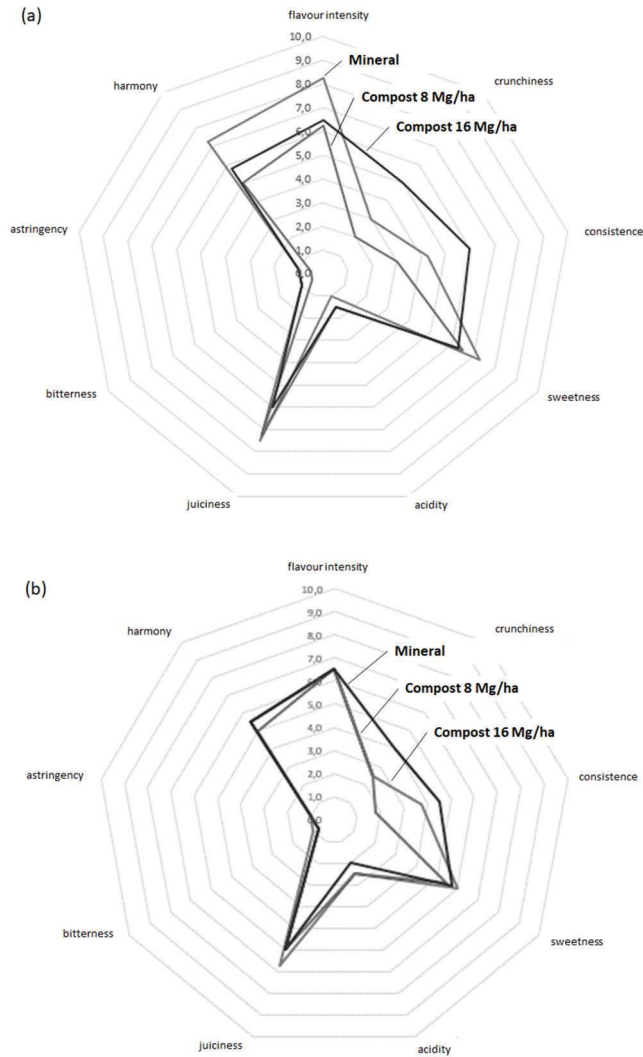 (a)
flavour intensity
10,0
9,0
8,0
7,0
6,0
5,0
4,0
3,0
2,0
1,0
0,0
Mineral
Compost 8 Mg/ha
Compost 16 Mg/ha
harmony
crunchiness
astringency
consistence
bitterness
sweetness
juiciness
acidity
(b)
flavour intensity
10,0
9,0
8,0
7,0
6,0
5,0
4,0
3,0
2,0
1,0
0,0
Mineral
Compost 8 Mg/ha
Compost 16 Mg/ha
harmony
crunchiness
astringency
consistence
bitterness
sweetness
juiciness
acidity